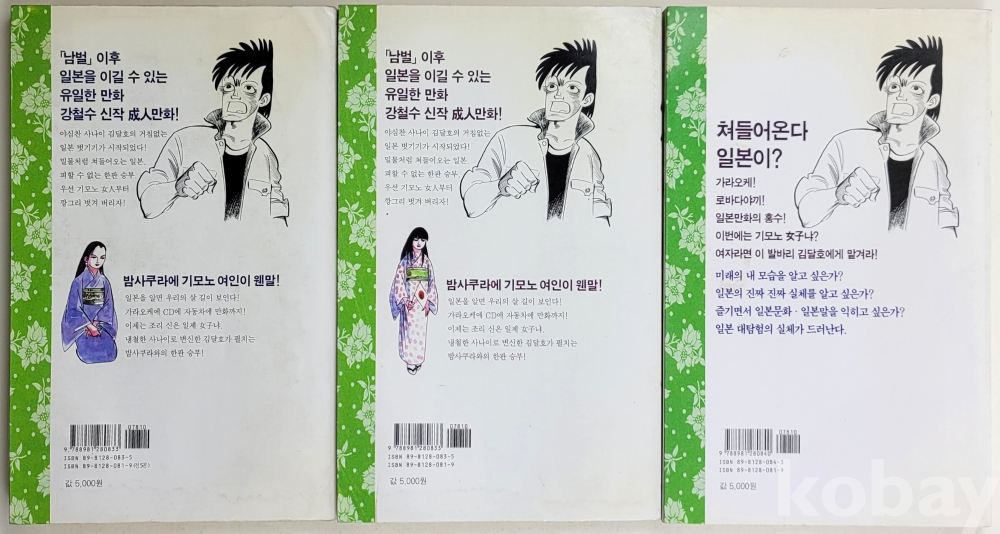 「남벌」 이후
일본을 이길 수 있는
유일한 만화
강철수 신작 成人만화!
야심찬 사나이 김달호의 거침없는
일본 벗기기가 시작되었다!
밀물처럼 쳐들어오는 일본.
피할 수 없는 한판 승부
우선 기모노 女人부터
깡그리 벗겨 버리자!
밤사쿠라에 기모노 여인이 웬말!
일본을 알면 우리의 살 길이 보인다!
가라오케에 CD에 자동차에 만화까지!
이제는 조리 신은 일제 女子냐.
냉철한 사나이로 변신한 김달호가 펼치는
밤사쿠라와의 한판 승부!
07810
9 788981 280833
ISBN 89-8128-083-5
ISBN 89-8128-081-9(전5권)
값 5,000원
「남벌」 이후
일본을 이길 수 있는
유일한 만화
강철수 신작 成人만화!
야심찬 사나이 김달호의 거침없는
일본 벗기기가 시작되었다!
밀물처럼 쳐들어오는 일본.
피할 수 없는 한판 승부
우선 기모노 女人부터
깡그리 벗겨 버리자!
밤사쿠라에 기모노 여인이 웬말!
일본을 알면 우리의 살 길이 보인다!
가라오케에 CD에 자동차에 만화까지!
이제는 조리 신은 일제 女子냐.
냉철한 사나이로 변신한 김달호가 펼치는
밤사쿠라와의 한판 승부!
07810
9 788981 280833
ISBN 89-8128-083-5
ISBN 89-8128-081-9
값 5,000원
쳐들어온다
일본이?
가라오케!
로바다야끼!
일본만화의 홍수!
이번에는 기모노 女子냐?
여자라면 이 발바리 김달호에게 맡겨라!
미래의 내 모습을 알고 싶은가?
일본의 진짜 진짜 실체를 알고 싶은가?
즐기면서 일본문화·일본말을 익히고 싶은가?
일본 대탐험의 실체가 드러난다.
07810
9 788981 280840
ISBN 89-8128-084-3
ISBN 89-8128-081-9
값 5,000원
kobay